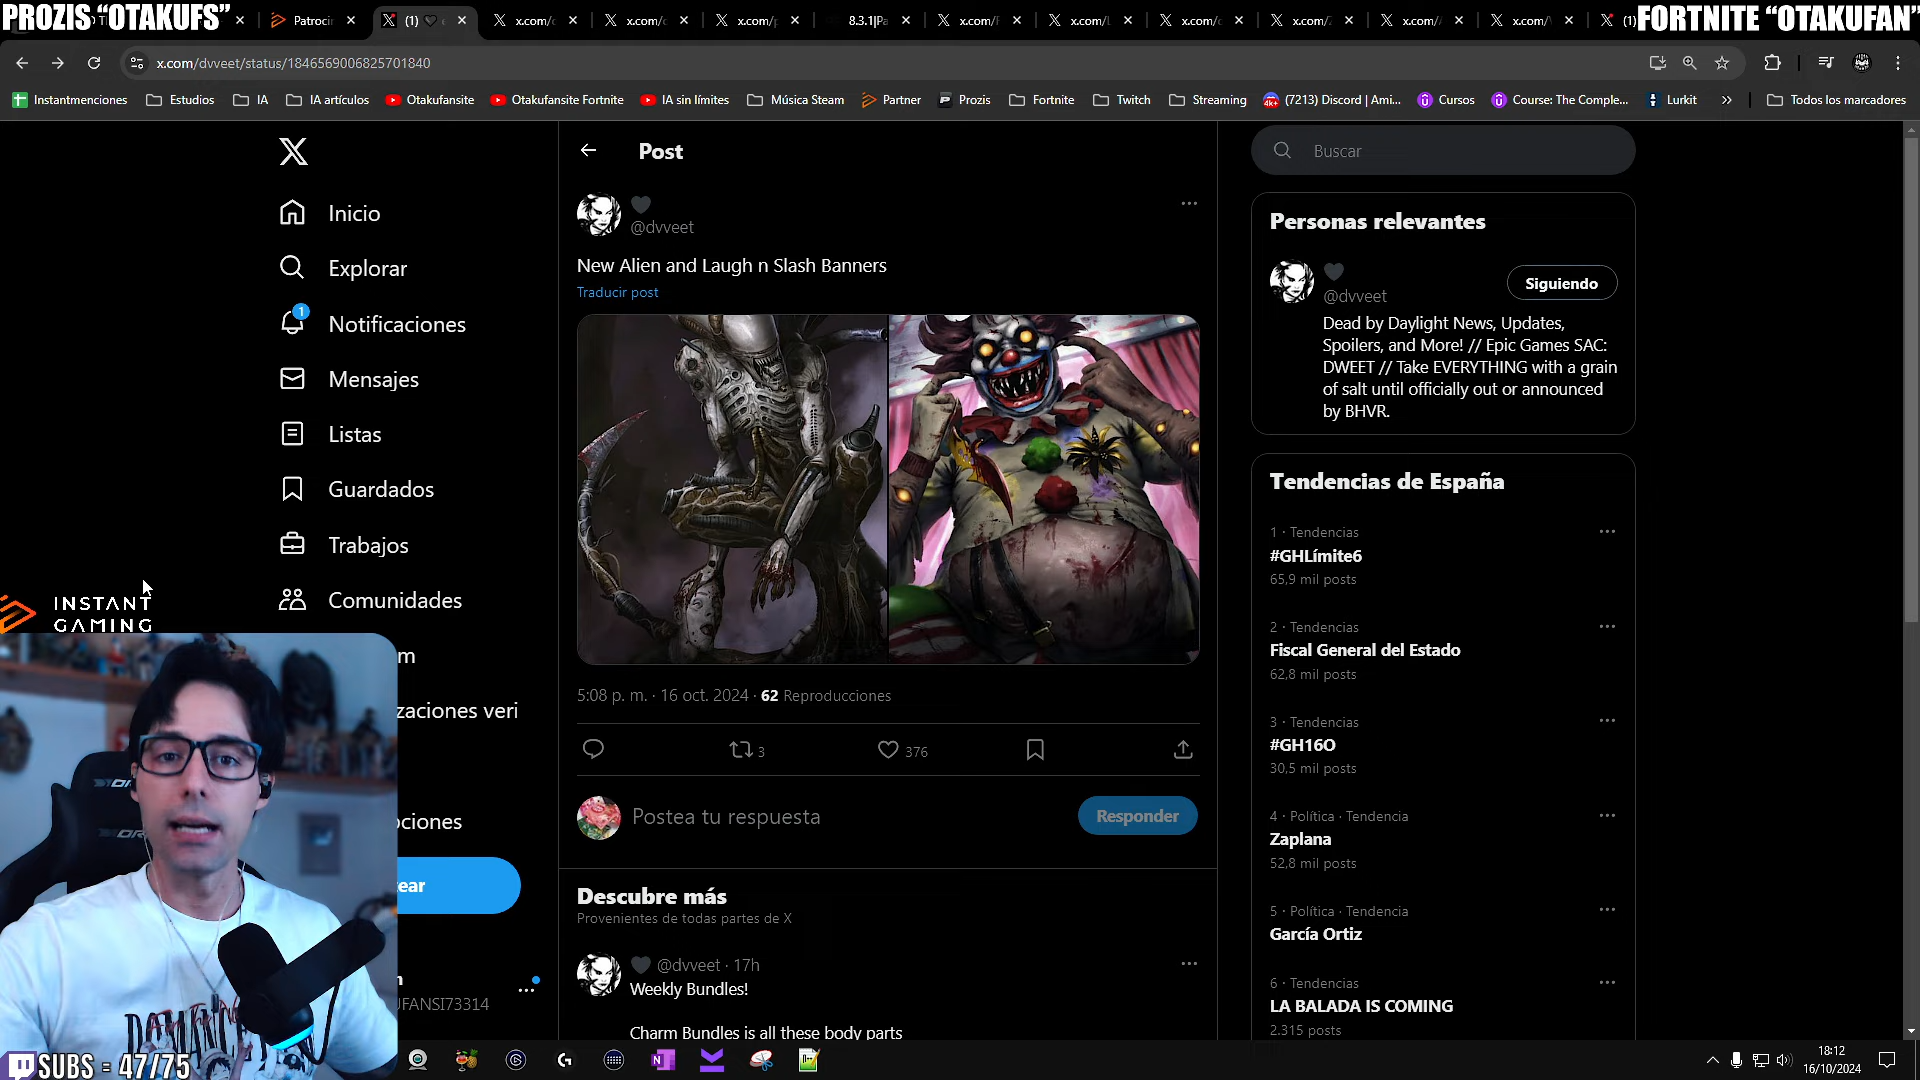 PROZIS “OTAKUFS”
FORTNITE “OTAKUFAN”
Patrocin
(1)
x.com/
x.com/
x.com/
8.3.1|Pa
x.com/
x.com/
x.com/
x.com/
x.com/
x.com/
(1)
x.com/dvveet/status/1846569006825701840
Instantmenciones
Estudios
IA
IA artículos
Otakufansite
Otakufansite Fortnite
IA sin límites
Música Steam
Partner
Prozis
Fortnite
Twitch
Streaming
(7213) Discord | Ami...
Cursos
Course: The Comple...
Lurkit
»
Todos los marcadores
Inicio
Explorar
1
Notificaciones
Mensajes
Listas
Guardados
Trabajos
Comunidades
m
zaciones veri
ciones
ear
n
UFANSI73314
INSTANT
GAMING
SUBS = 47/75
Post
@dvveet
New Alien and Laugh n Slash Banners
Traducir post
5:08 p. m. · 16 oct. 2024 · 62 Reproducciones
3
376
Postea tu respuesta
Responder
Descubre más
Provenientes de todas partes de X
@dvveet · 17h
Weekly Bundles!
Charm Bundles is all these body parts
Buscar
Personas relevantes
@dvveet
Siguiendo
Dead by Daylight News, Updates,
Spoilers, and More! // Epic Games SAC:
DWEET // Take EVERYTHING with a grain
of salt until officially out or announced
by BHVR.
Tendencias de España
1 · Tendencias
#GHLímite6
65,9 mil posts
2 · Tendencias
Fiscal General del Estado
62,8 mil posts
3 · Tendencias
#GH16O
30,5 mil posts
4 · Política · Tendencia
Zaplana
52,8 mil posts
5 · Política · Tendencia
García Ortiz
6 · Tendencias
LA BALADA IS COMING
2.315 posts
18:12
16/10/2024